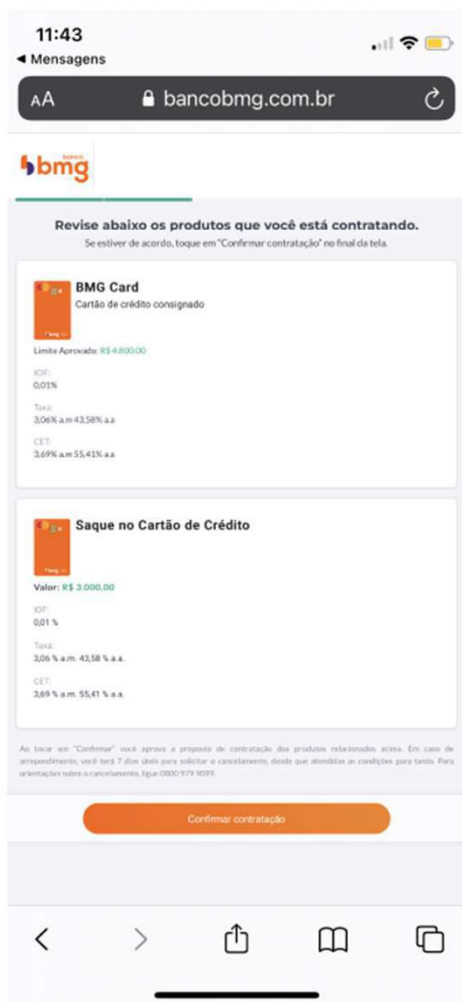 11:43
◀ Mensagens
AA bancobmg.com.br
banco
bmg
Revise abaixo os produtos que você está contratando.
Se estiver de acordo, toque em "Confirmar contratação" no final da tela.
BMG Card
Cartão de crédito consignado
bmg
Limite Aprovado: R$ 4.800,00
IOF:
0,01%
Taxa:
3,06% a.m 43,58% a.a
CET:
3,69% a.m 55,41% a.a
Saque no Cartão de Crédito
bmg
Valor: R$ 3.000,00
IOF:
0,01 %
Taxa:
3,06 % a.m. 43,58 % a.a.
CET:
3,69 % a.m. 55,41 % a.a.
Ao tocar em "Confirmar" você aprova a proposta de contratação dos produtos relacionados acima. Em caso de
arrependimento, você terá 7 dias úteis para solicitar o cancelamento, desde que atendidas as condições para tanto. Para
orientações sobre o cancelamento, ligue 0800 979 9099.
Confirmar contratação